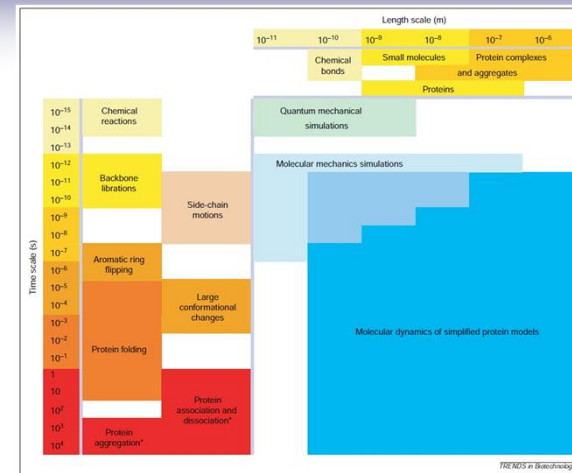 Length scale (m)
10⁻¹¹ 10⁻¹⁰ 10⁻⁹ 10⁻⁸ 10⁻⁷ 10⁻⁶
Chemical
bonds
Small molecules
Protein complexes
and aggregates
Proteins
Time scale (s)
10⁻¹⁵
10⁻¹⁴
10⁻¹³
10⁻¹²
10⁻¹¹
10⁻¹⁰
10⁻⁹
10⁻⁸
10⁻⁷
10⁻⁶
10⁻⁵
10⁻⁴
10⁻³
10⁻²
10⁻¹
1
10
10²
10³
10⁴
Chemical
reactions
Backbone
librations
Aromatic ring
flipping
Protein folding
Protein
aggregation*
Side-chain
motions
Large
conformational
changes
Protein
association and
dissociation*
Quantum mechanical
simulations
Molecular mechanics simulations
Molecular dynamics of simplified protein models
TRENDS in Biotechnology